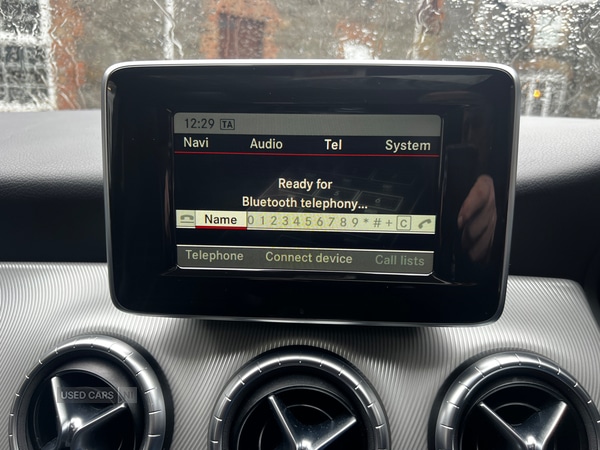 12:29 TA
Navi Audio Tel System
Ready for
Bluetooth telephony...
Name 0 1 2 3 4 5 6 7 8 9 * # + C
Telephone Connect device Call lists
USED CARS NI